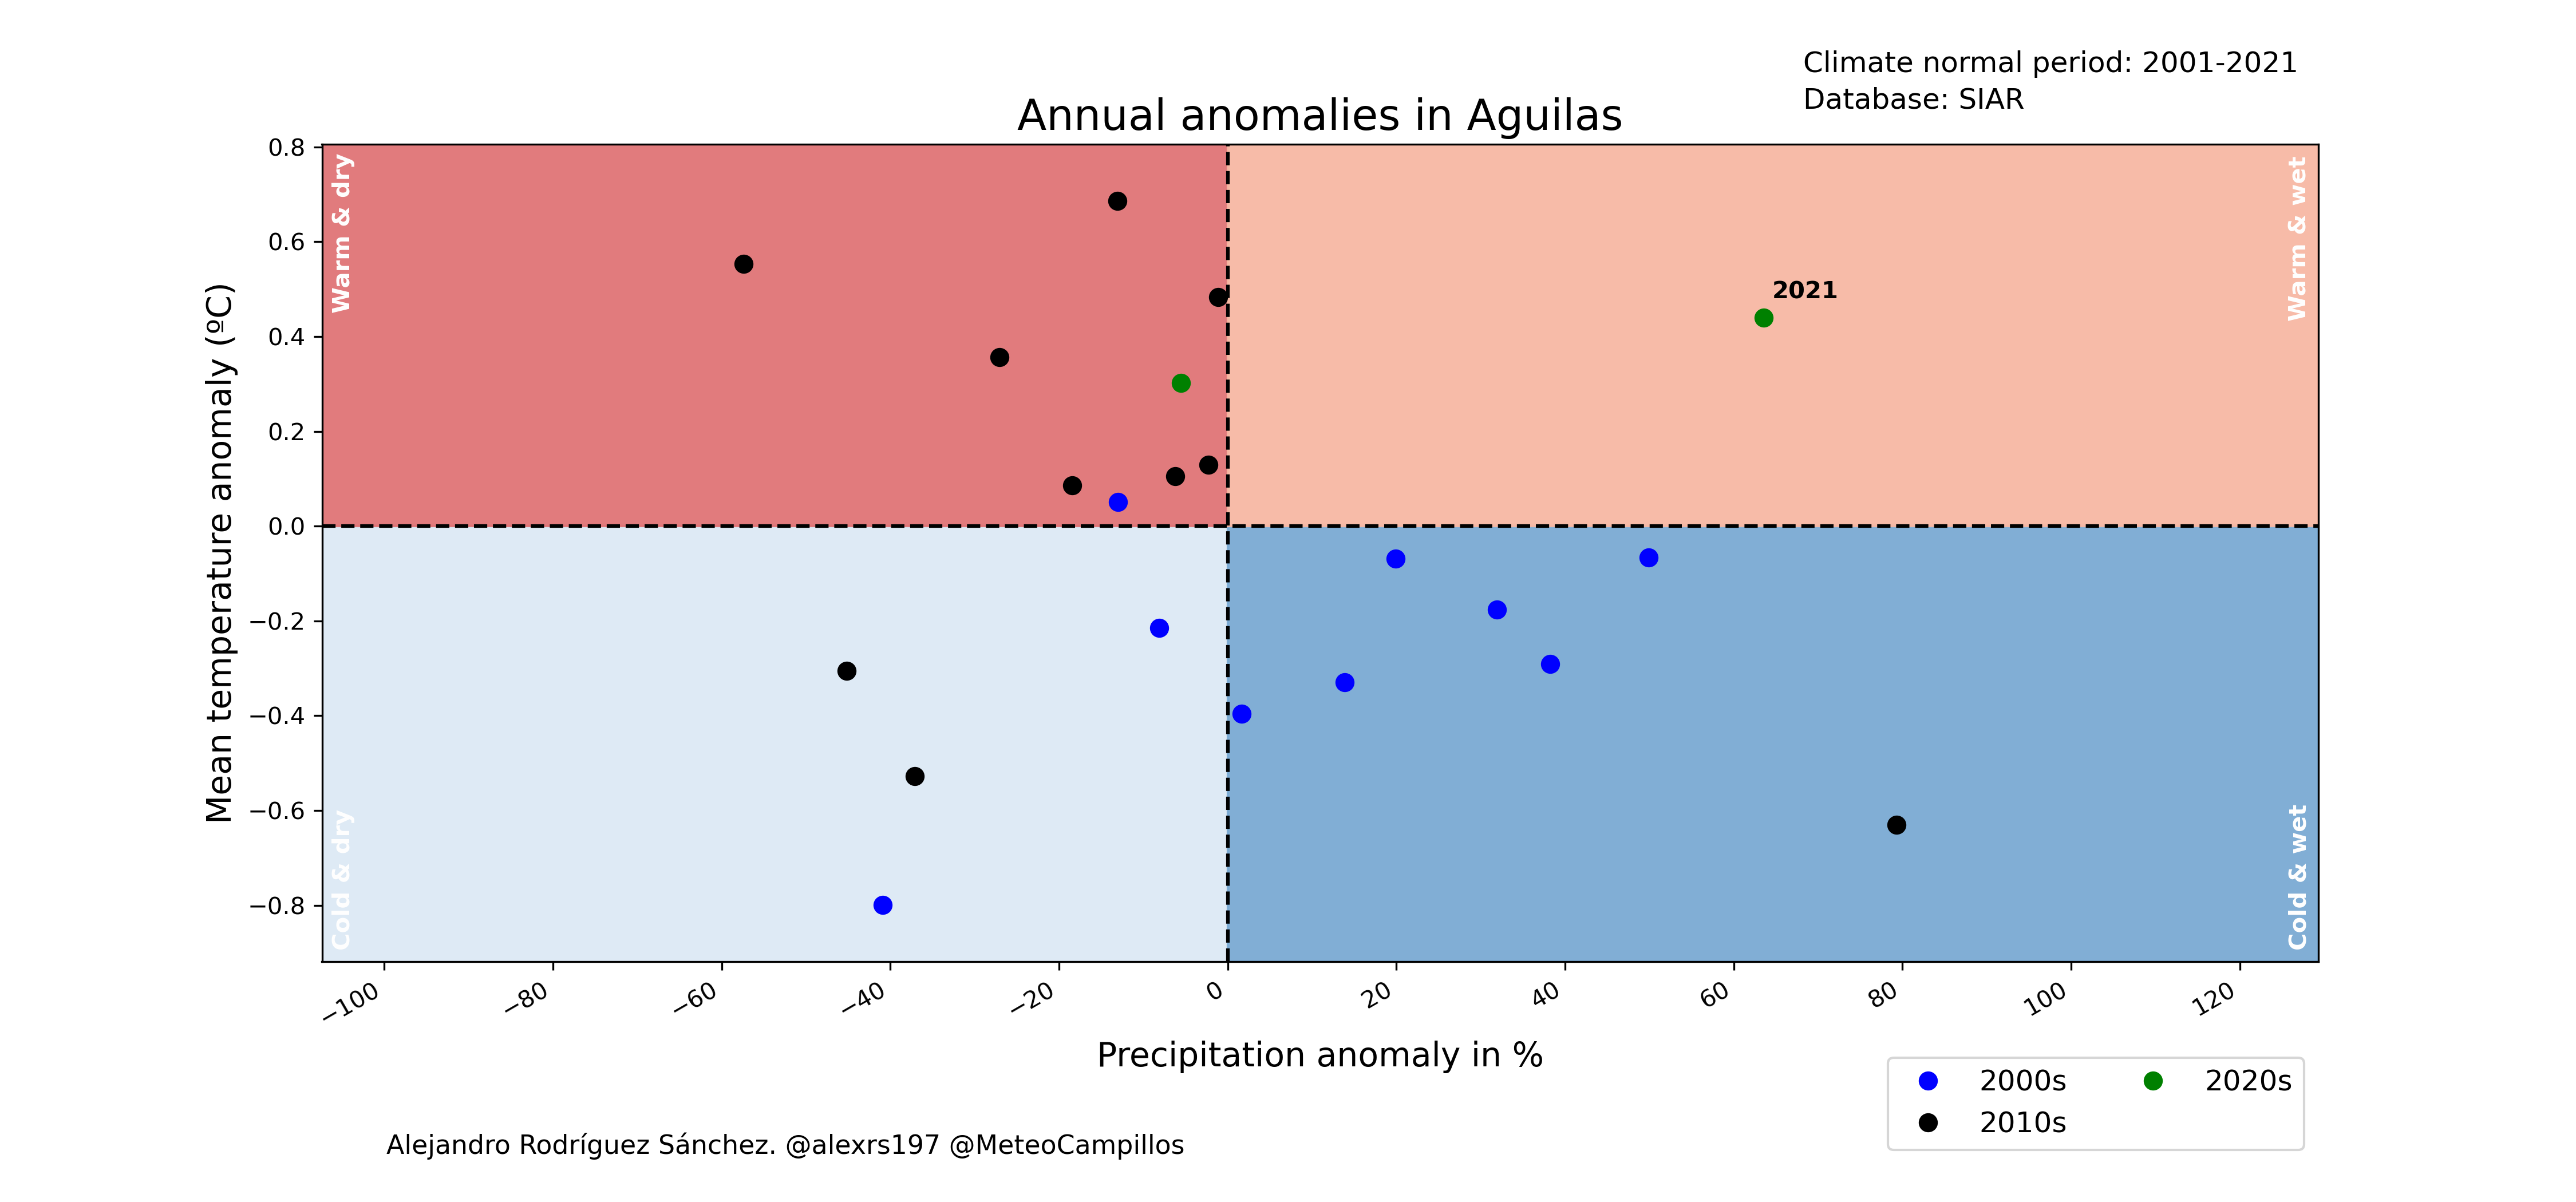 Climate normal period: 2001-2021
Database: SIAR
Annual anomalies in Aguilas
Warm & dry
Warm & wet
Cold & dry
Cold & wet
2021
Mean temperature anomaly (ºC)
0.8
0.6
0.4
0.2
0.0
−0.2
−0.4
−0.6
−0.8
−100
−80
−60
−40
−20
0
20
40
60
80
100
120
Precipitation anomaly in %
2000s
2010s
2020s
Alejandro Rodríguez Sánchez. @alexrs197 @MeteoCampillos